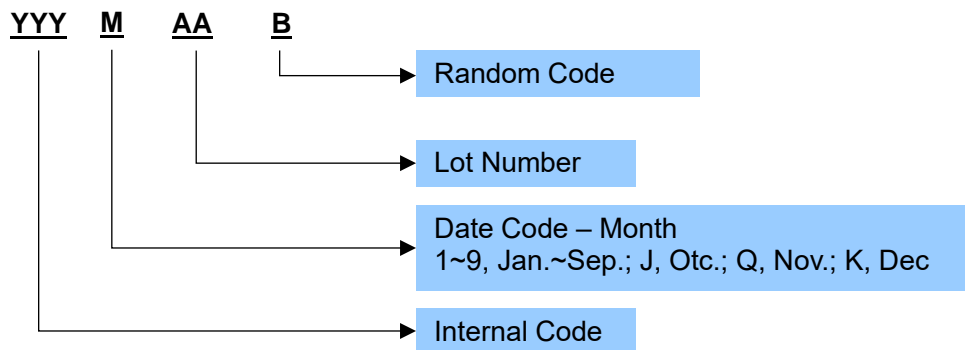 YYY M AA B
Random Code
Lot Number
Date Code – Month
1~9, Jan.~Sep.; J, Otc.; Q, Nov.; K, Dec
Internal Code